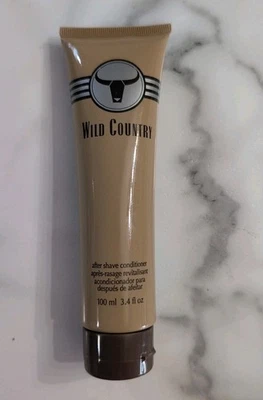 WILD COUNTRY
after shave conditioner
après-rasage revitalisant
acondicionador para
después de afeitar
100 ml 3.4 fl oz